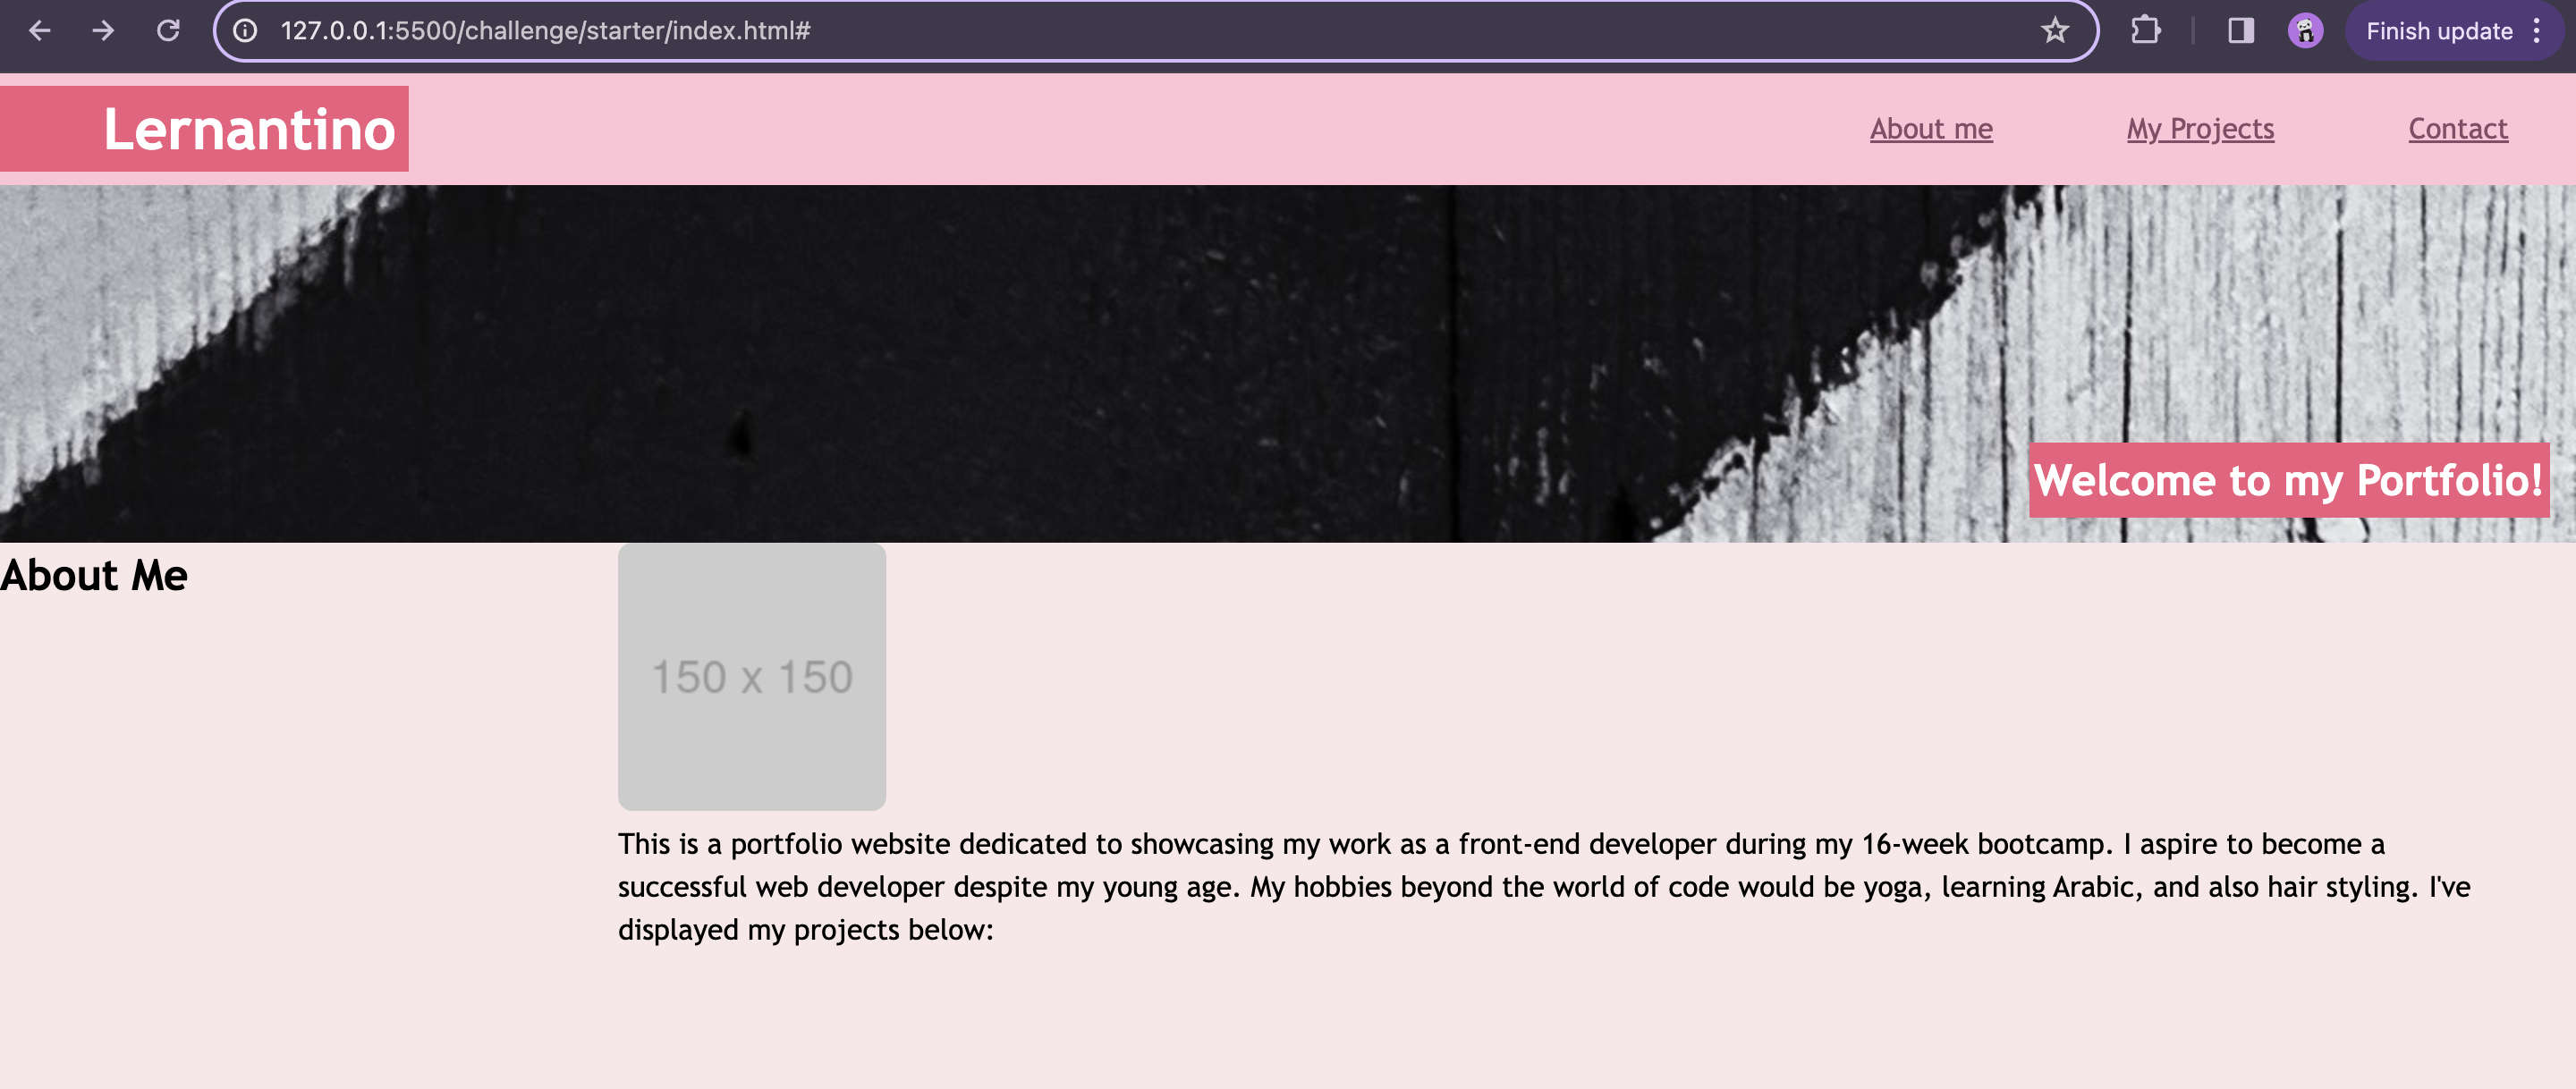 127.0.0.1:5500/challenge/starter/index.html#
Finish update
Lernantino
About me
My Projects
Contact
Welcome to my Portfolio!
About Me
150 x 150
This is a portfolio website dedicated to showcasing my work as a front-end developer during my 16-week bootcamp. I aspire to become a
successful web developer despite my young age. My hobbies beyond the world of code would be yoga, learning Arabic, and also hair styling. I've
displayed my projects below: